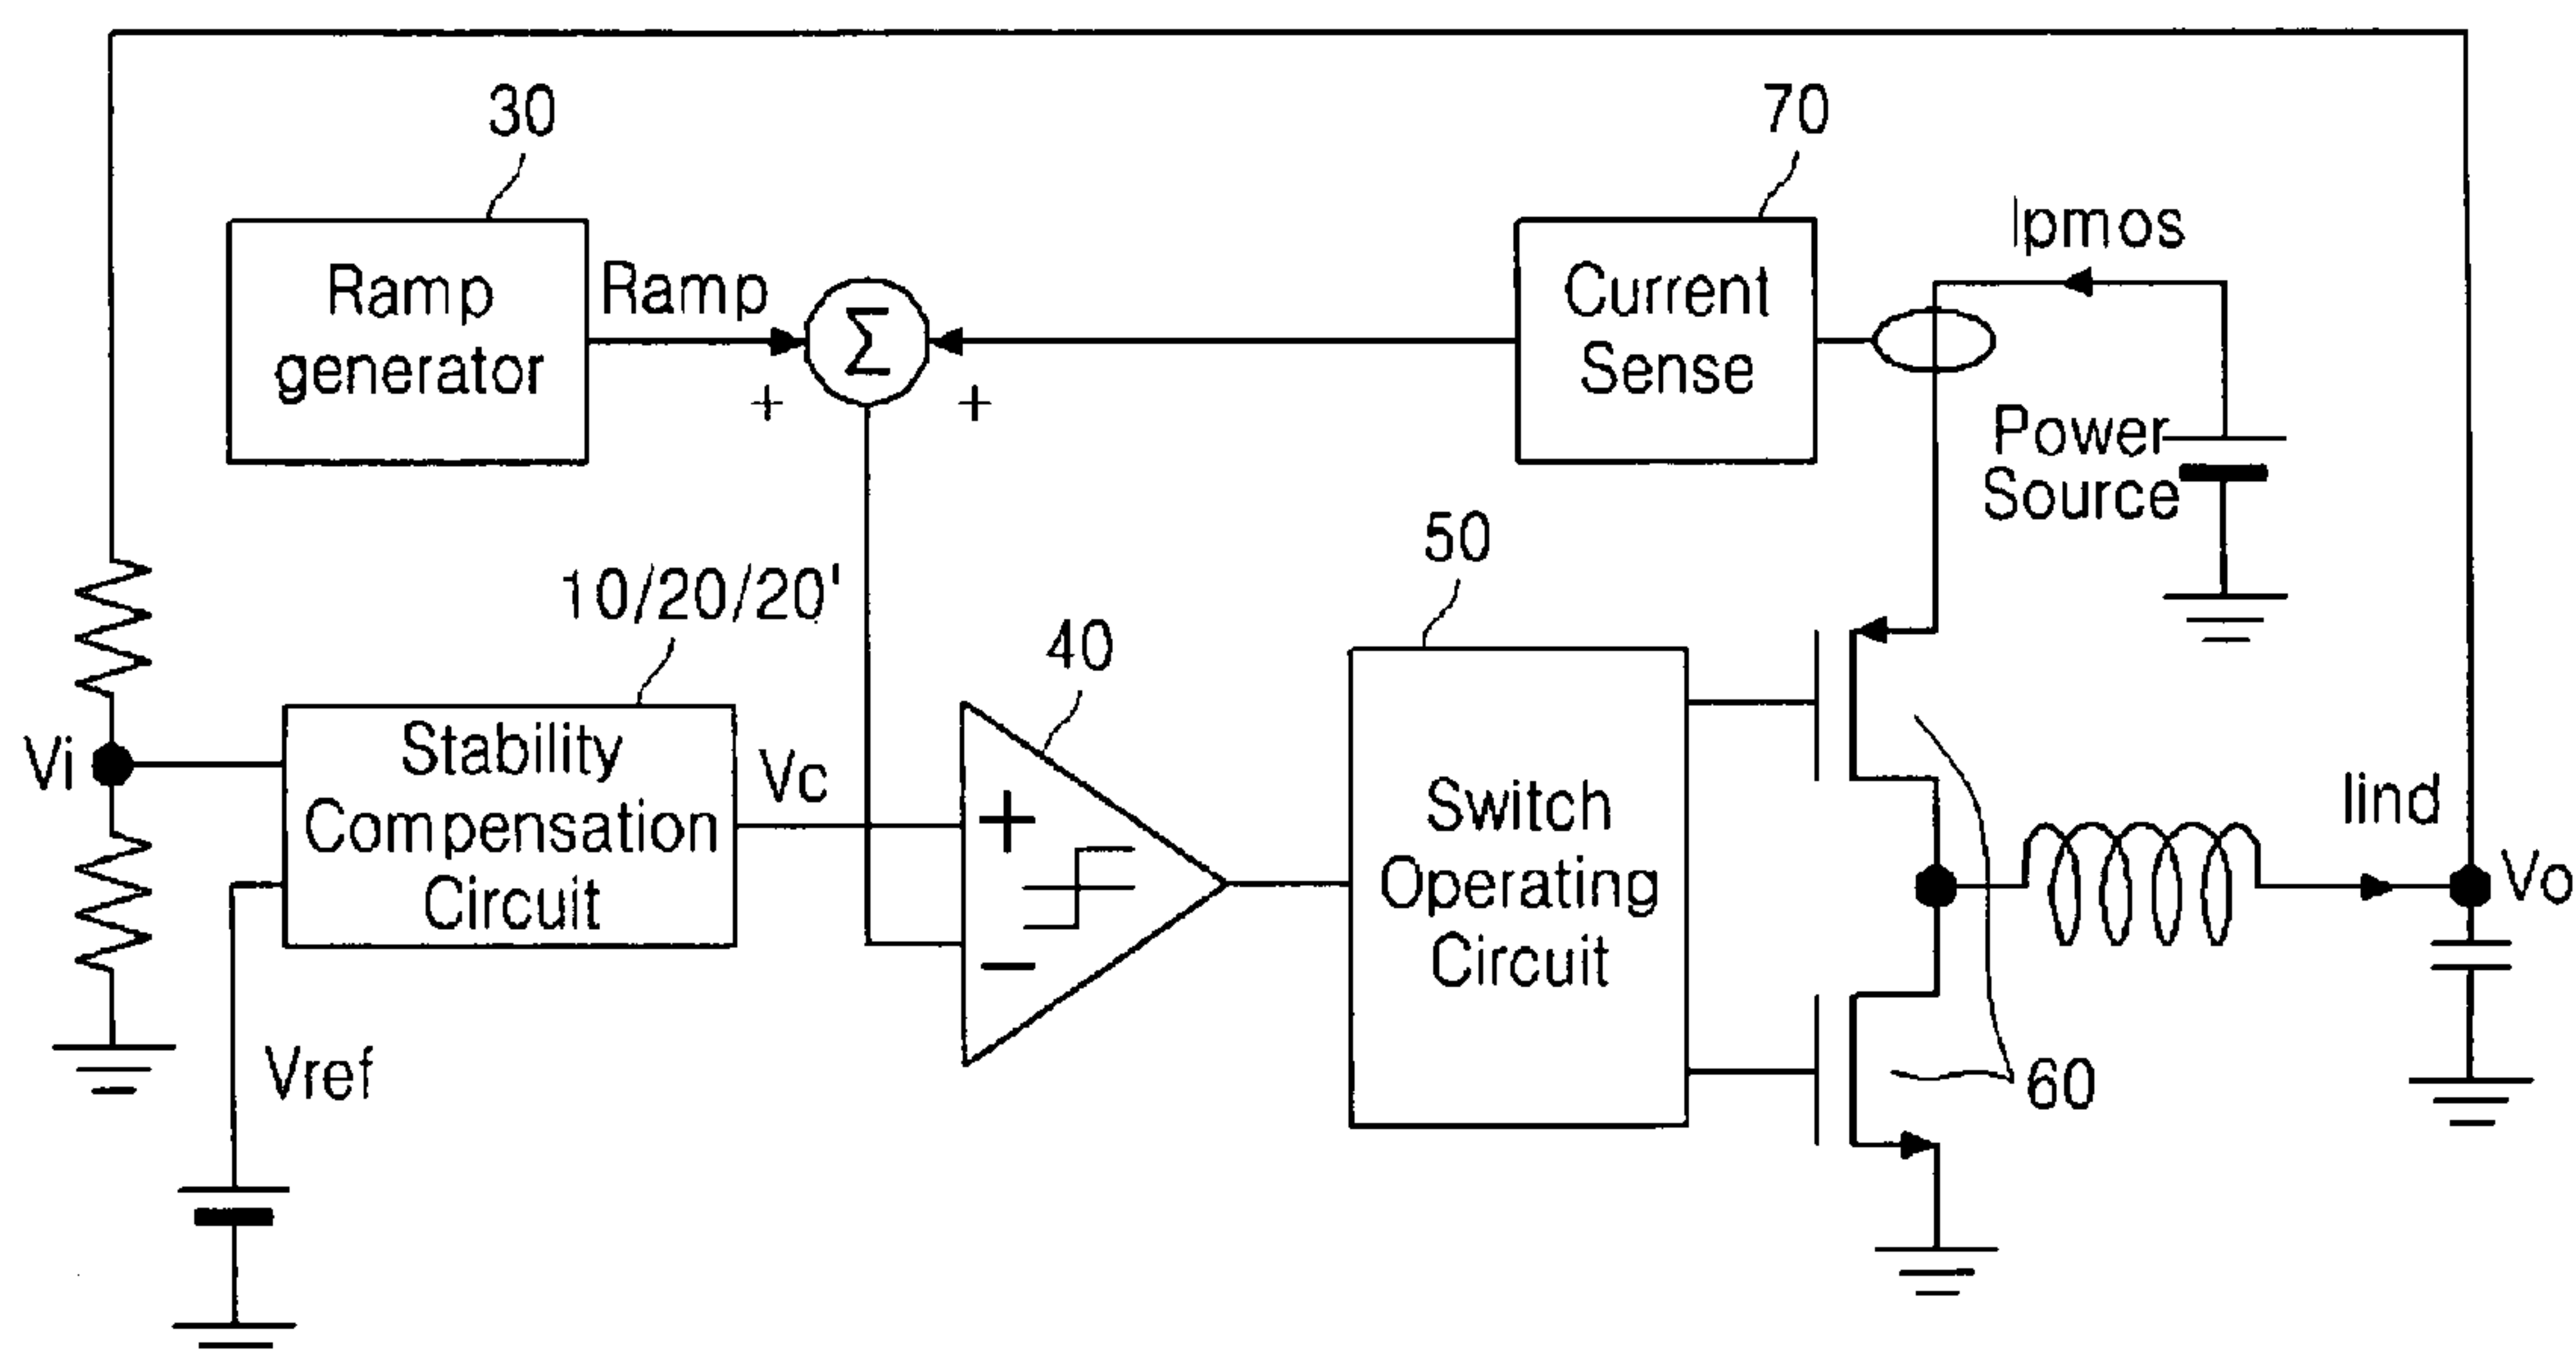 30
70
Ramp
generator
Ramp
Σ
+
+
Current
Sense
Ipmos
Power
Source
10/20/20'
40
50
Vi
Stability
Compensation
Circuit
Vc
+
−
Switch
Operating
Circuit
Iind
Vo
Vref
60